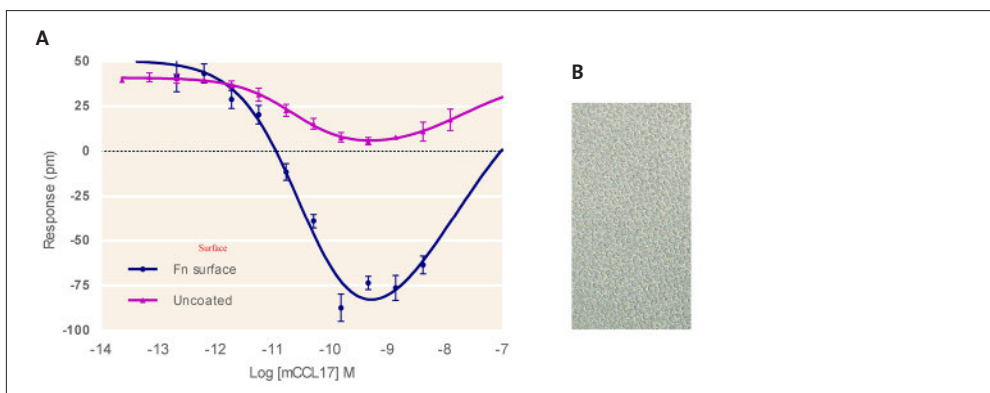 A
B
50
25
0
-25
-50
-75
-100
Response (pm)
Surface
Fn surface
Uncoated
-14 -13 -12 -11 -10 -9 -8 -7
Log [mCCL17] M